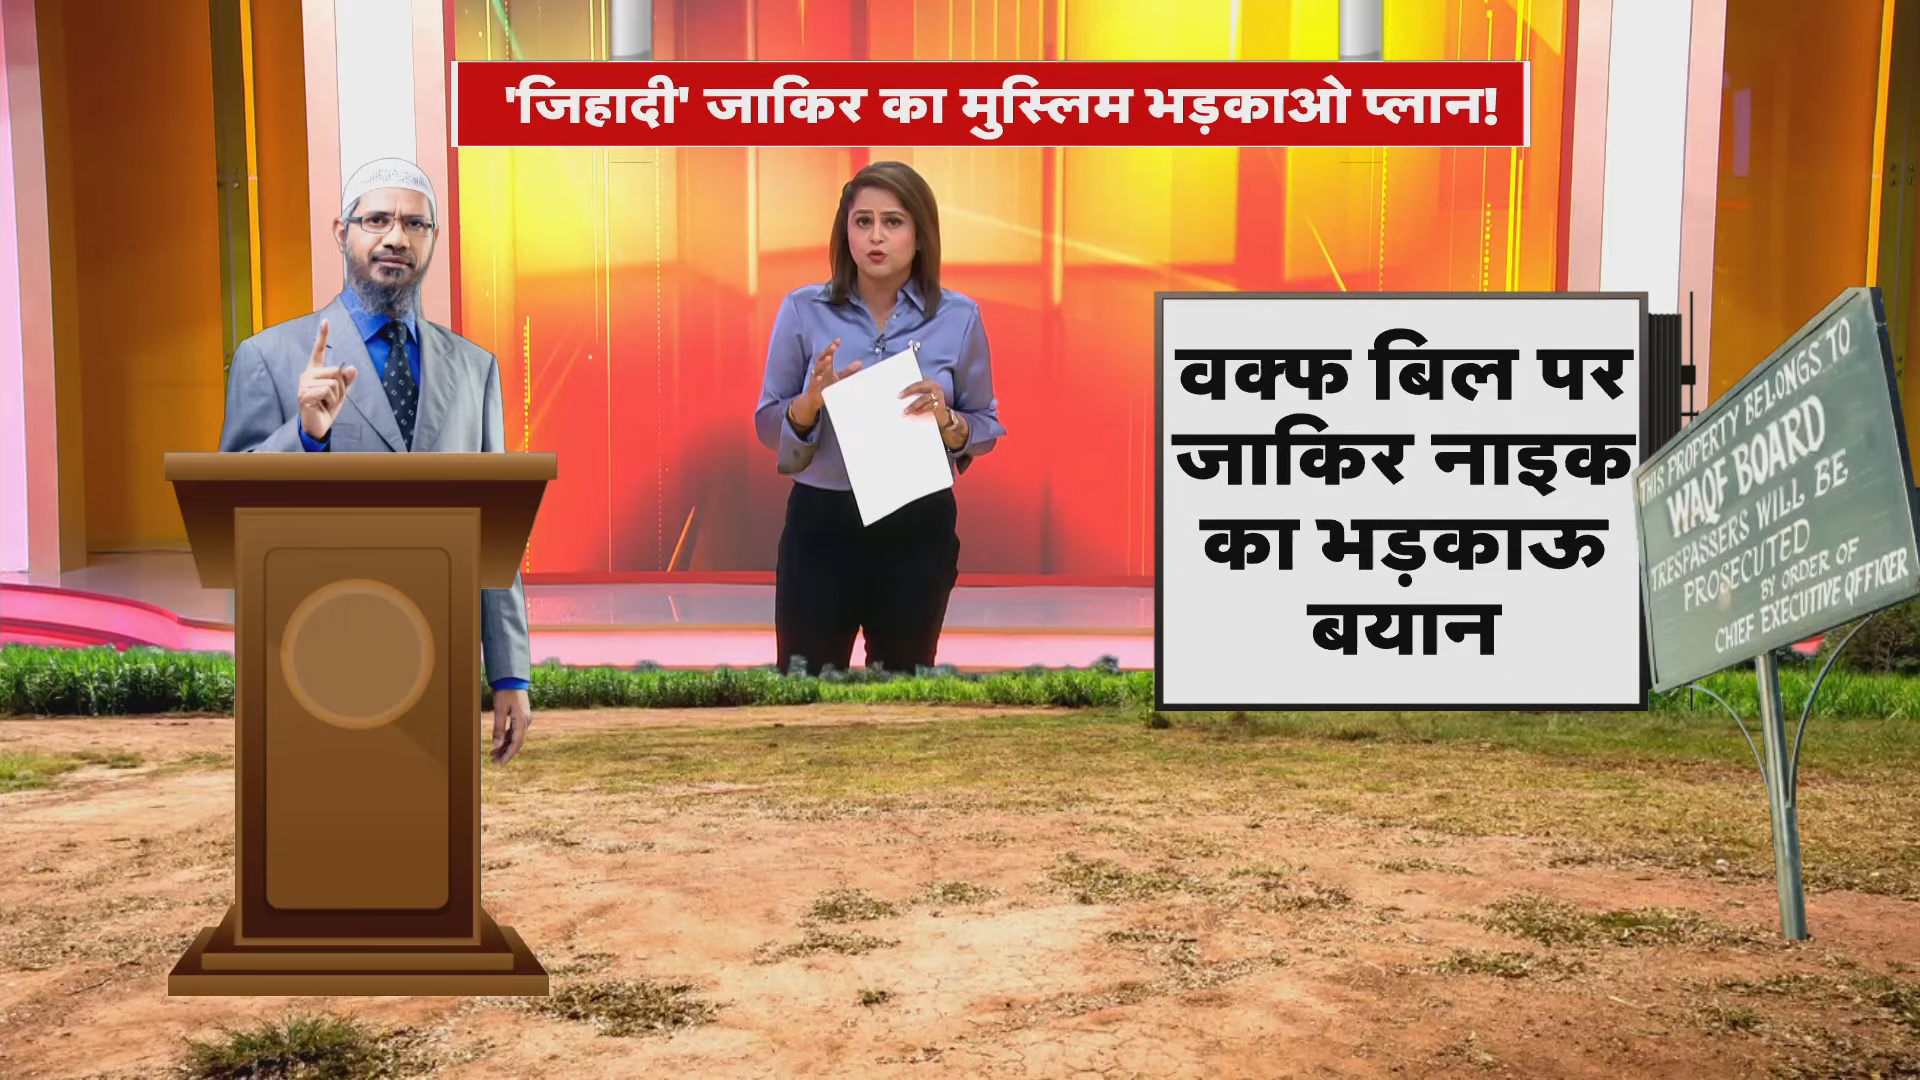 'जिहादी' जाकिर का मुस्लिम भड़काओ प्लान!
वक्फ बिल पर
जाकिर नाइक
का भड़काऊ
बयान
THIS PROPERTY BELONGS TO
WAQF BOARD
TRESPASSERS WILL BE
PROSECUTED
BY ORDER OF
CHIEF EXECUTIVE OFFICER